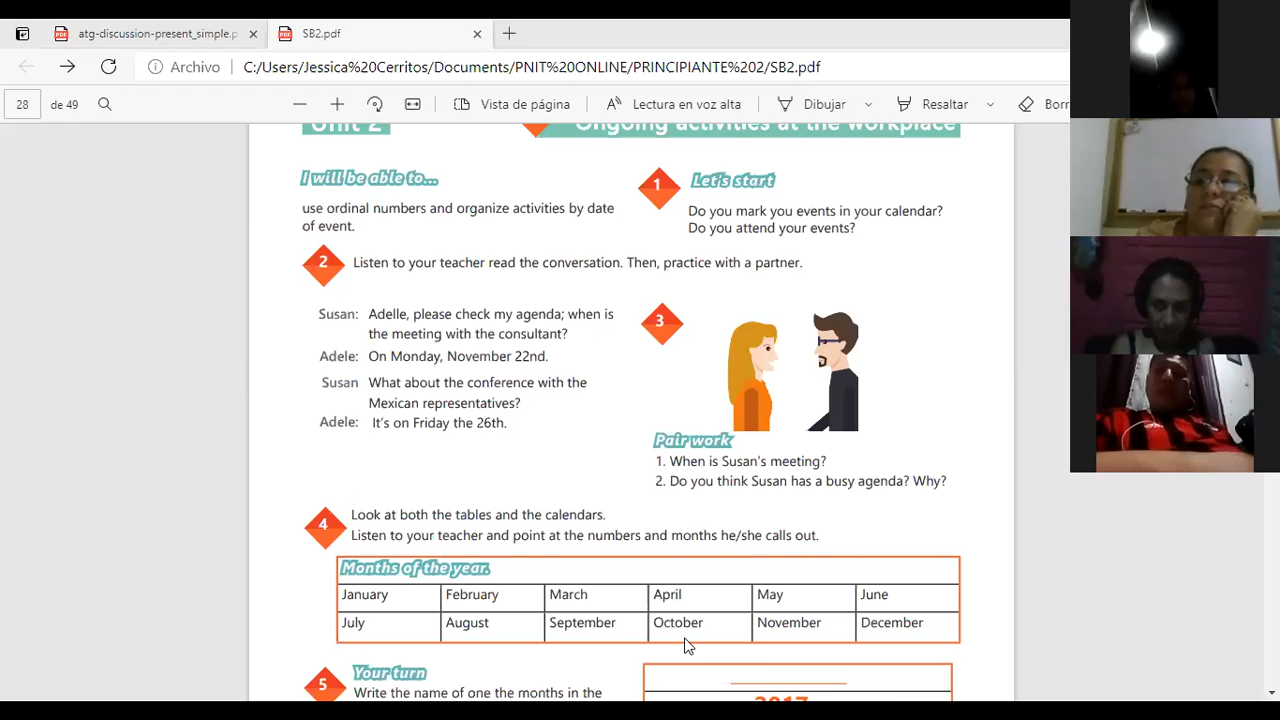 atg-discussion-present_simple.p
SB2.pdf
Archivo
C:/Users/Jessica%20Cerritos/Documents/PNIT%20ONLINE/PRINCIPIANTE%202/SB2.pdf
28
de 49
Vista de página
Lectura en voz alta
Dibujar
Resaltar
Borr
Unit 2
Ongoing activities at the workplace
I will be able to...
use ordinal numbers and organize activities by date
of event.
1
Let's start
Do you mark you events in your calendar?
Do you attend your events?
2
Listen to your teacher read the conversation. Then, practice with a partner.
Susan: Adelle, please check my agenda; when is
the meeting with the consultant?
Adele: On Monday, November 22nd.
Susan What about the conference with the
Mexican representatives?
Adele: It's on Friday the 26th.
3
Pair work
1. When is Susan's meeting?
2. Do you think Susan has a busy agenda? Why?
4
Look at both the tables and the calendars.
Listen to your teacher and point at the numbers and months he/she calls out.
Months of the year.
January February March April May June
July August September October November December
5
Your turn
Write the name of one the months in the
2017